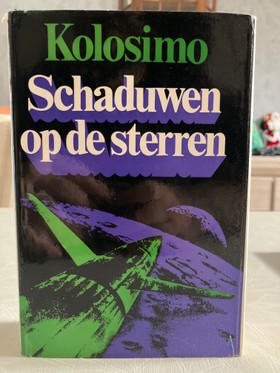 Kolosimo
Schaduwen
op de sterren